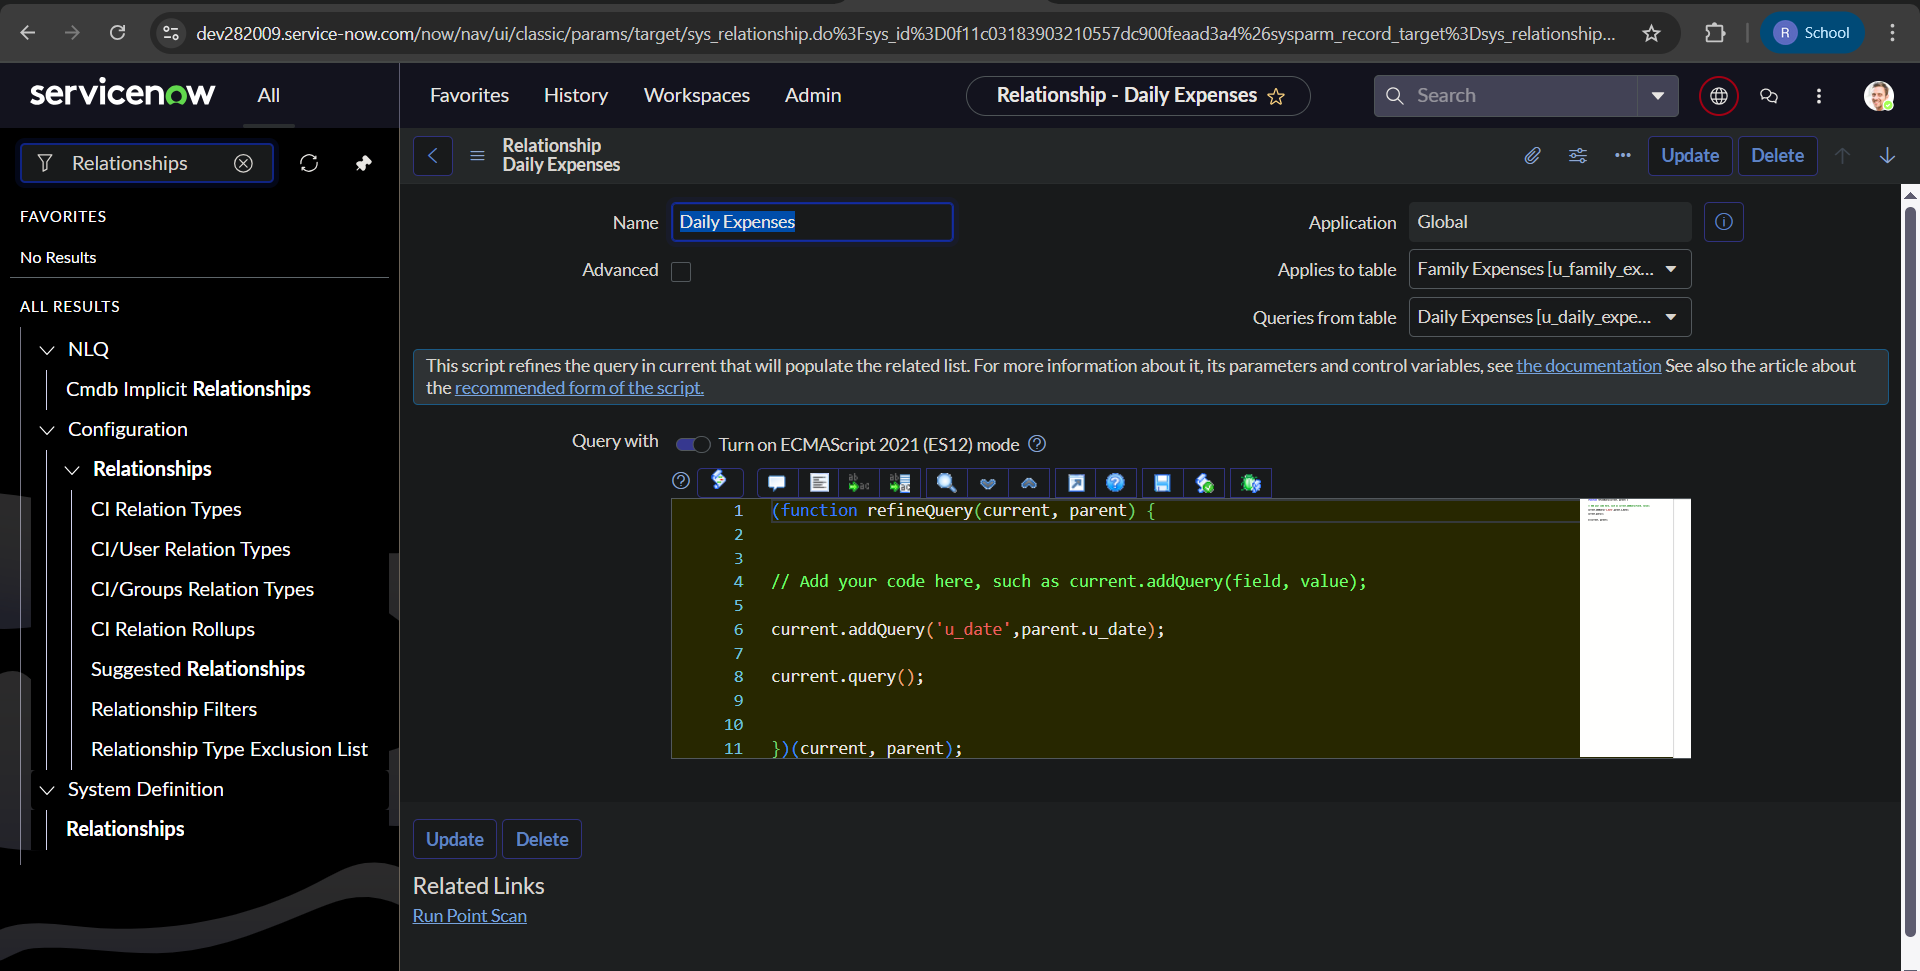 dev282009.service-now.com/now/nav/ui/classic/params/target/sys_relationship.do%3Fsys_id%3D0f11c03183903210557dc900feaad3a4%26sysparm_record_target%3Dsys_relationship...
R School
servicenow All Favorites History Workspaces Admin Relationship - Daily Expenses Search
Relationships
Relationship
Daily Expenses
Update Delete
FAVORITES
No Results
ALL RESULTS
NLQ
Cmdb Implicit Relationships
Configuration
Relationships
CI Relation Types
CI/User Relation Types
CI/Groups Relation Types
CI Relation Rollups
Suggested Relationships
Relationship Filters
Relationship Type Exclusion List
System Definition
Relationships
Name Daily Expenses
Application Global
Advanced
Applies to table Family Expenses [u_family_ex...
Queries from table Daily Expenses [u_daily_expe...
This script refines the query in current that will populate the related list. For more information about it, its parameters and control variables, see the documentation See also the article about
the recommended form of the script.
Query with Turn on ECMAScript 2021 (ES12) mode
1 (function refineQuery(current, parent) {
2
3
4 // Add your code here, such as current.addQuery(field, value);
5
6 current.addQuery('u_date',parent.u_date);
7
8 current.query();
9
10
11 })(current, parent);
Update Delete
Related Links
Run Point Scan